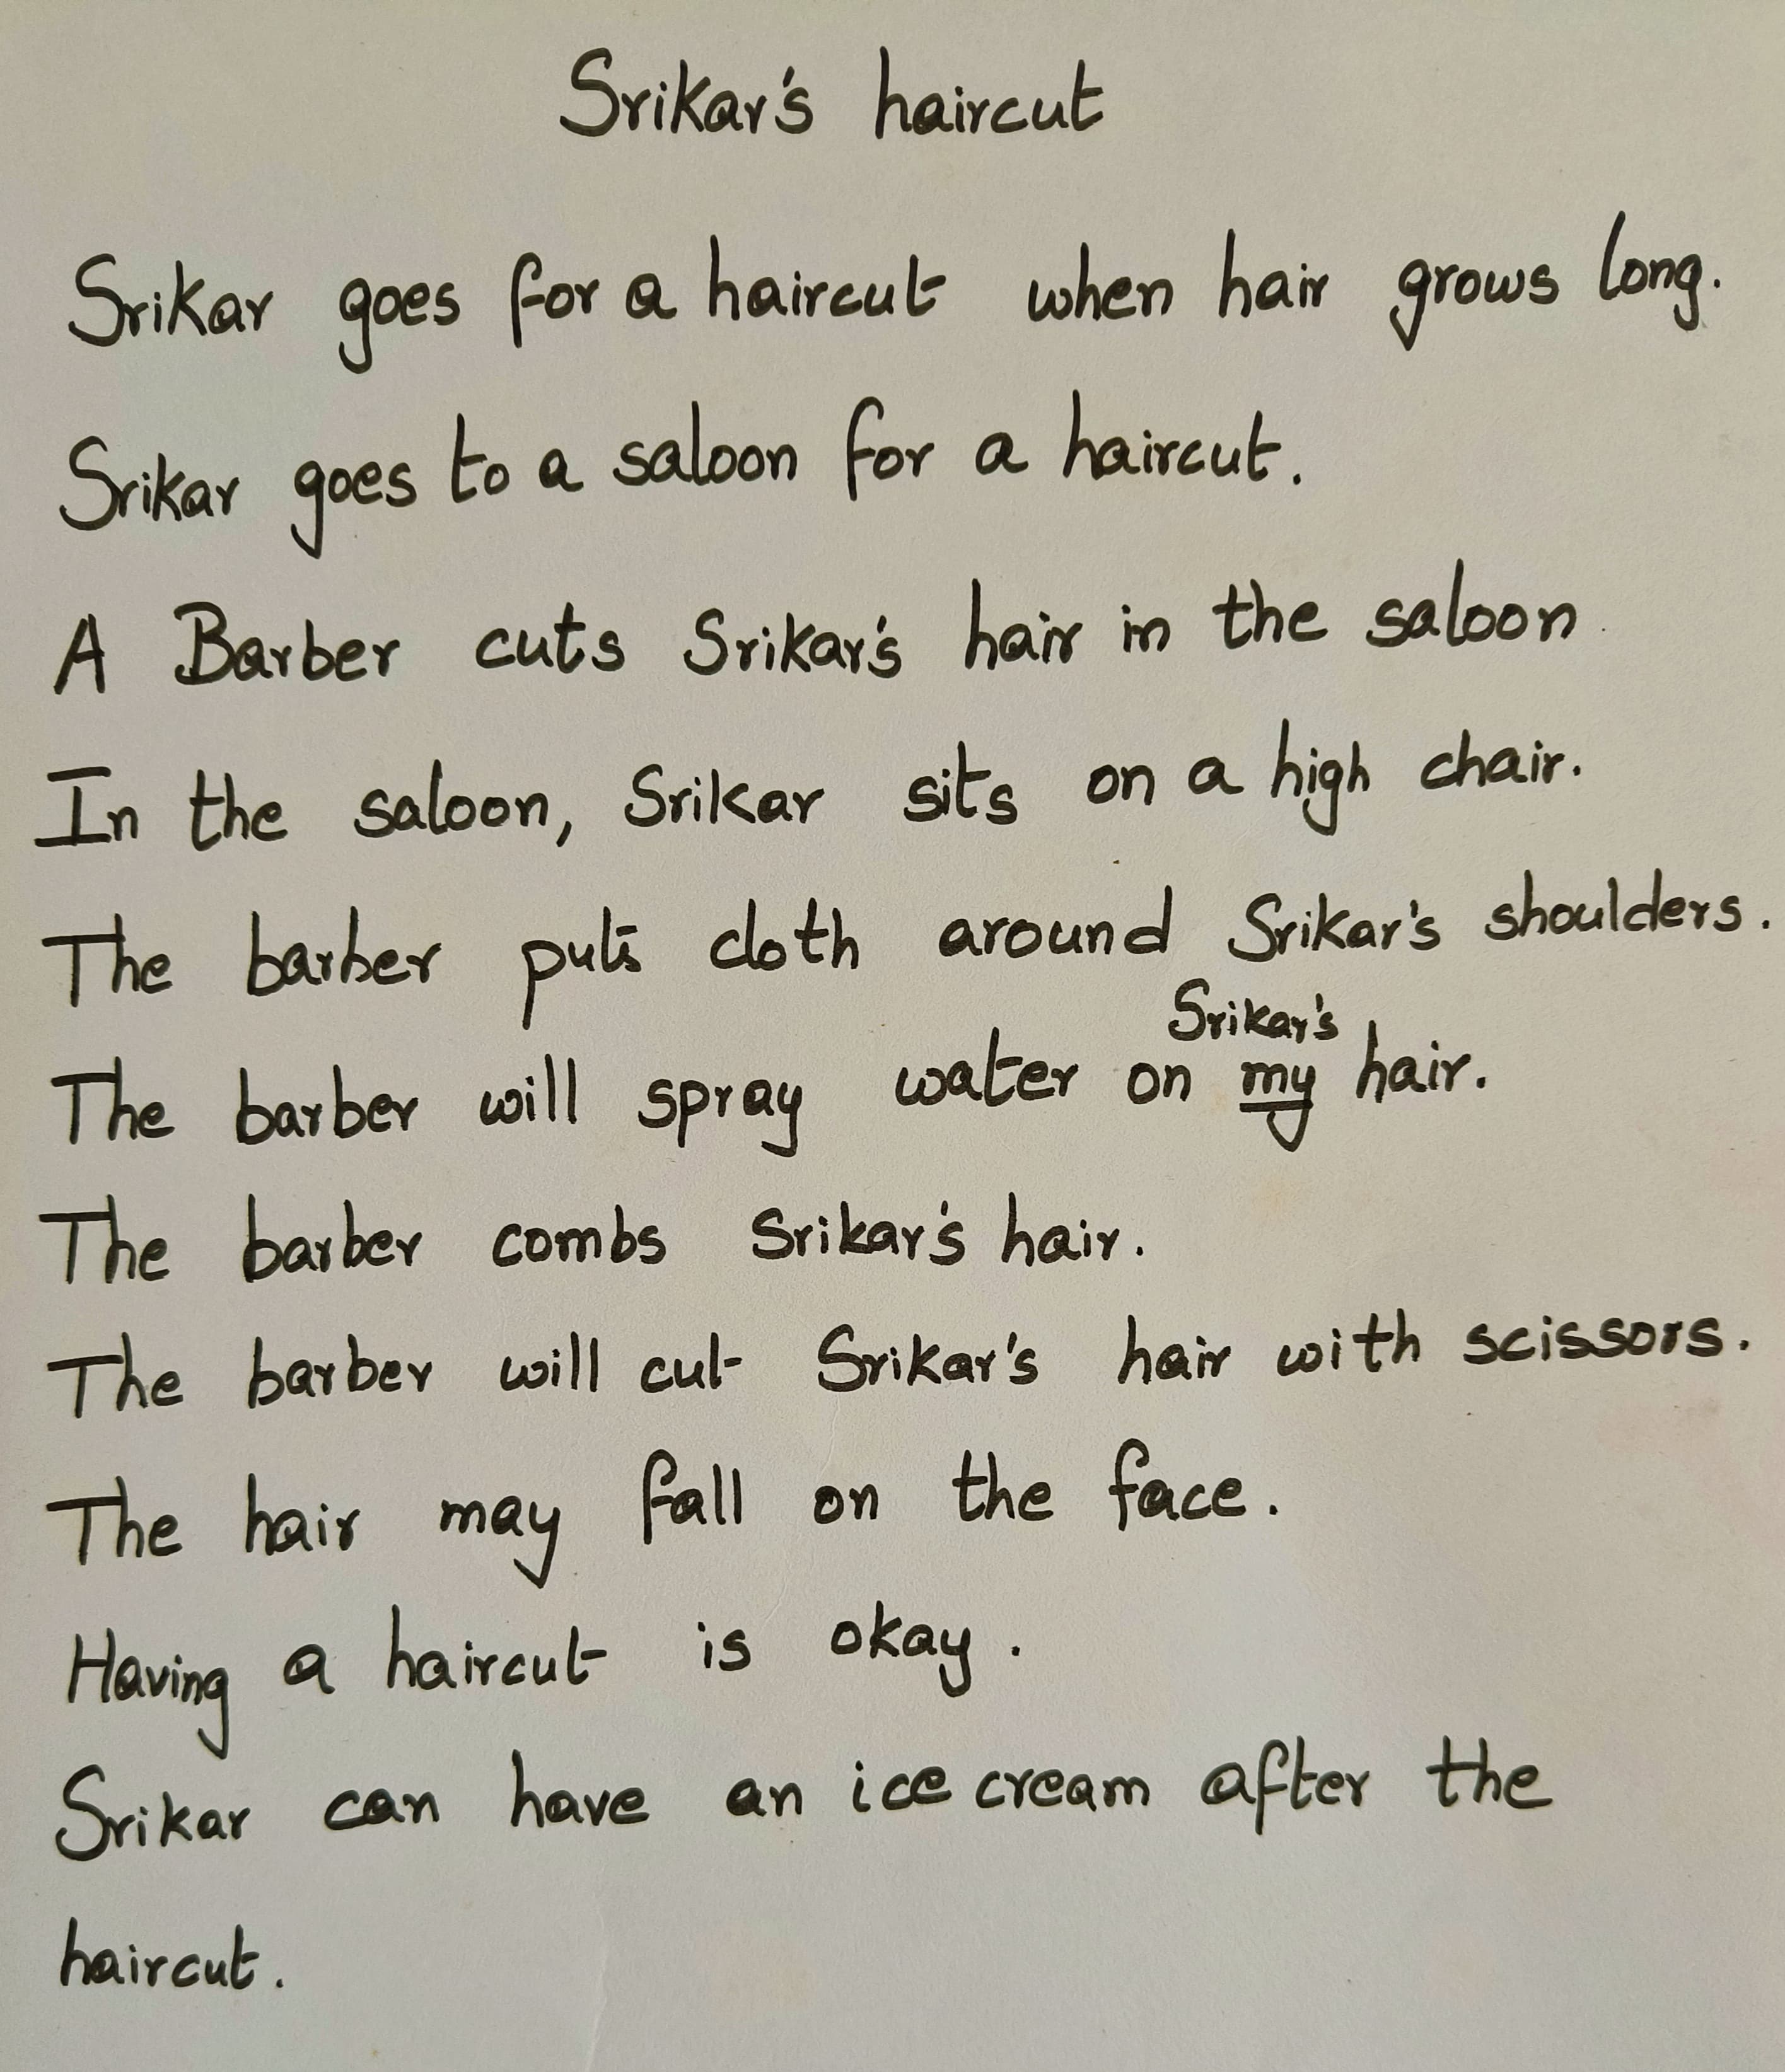 Srikar's haircut
Srikar goes for a haircut when hair grows long.
Srikar goes to a saloon for a haircut.
A Barber cuts Srikar's hair in the saloon.
In the saloon, Srikar sits on a high chair.
The barber puts cloth around Srikar's shoulders.
Srikar's
The barber will spray water on my hair.
The barber combs Srikar's hair.
The barber will cut Srikar's hair with scissors.
The hair may fall on the face.
Having a haircut is okay.
Srikar can have an ice cream after the
haircut.